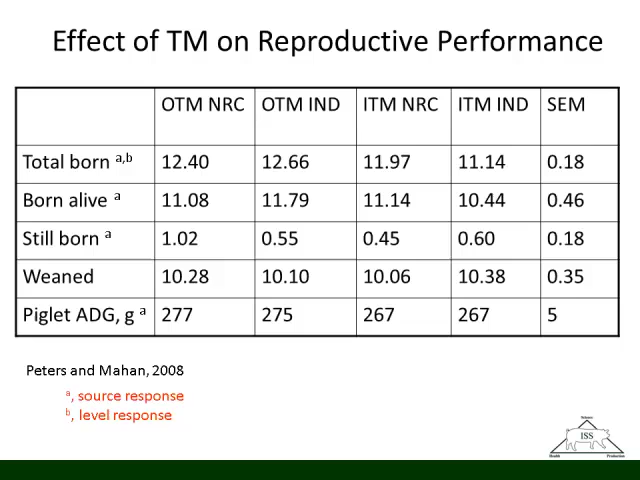 Effect of TM on Reproductive Performance
OTM NRC OTM IND ITM NRC ITM IND SEM
Total born a,b 12.40 12.66 11.97 11.14 0.18
Born alive a 11.08 11.79 11.14 10.44 0.46
Still born a 1.02 0.55 0.45 0.60 0.18
Weaned 10.28 10.10 10.06 10.38 0.35
Piglet ADG, g a 277 275 267 267 5
Peters and Mahan, 2008
a, source response
b, level response
Science
ISS
Health Production